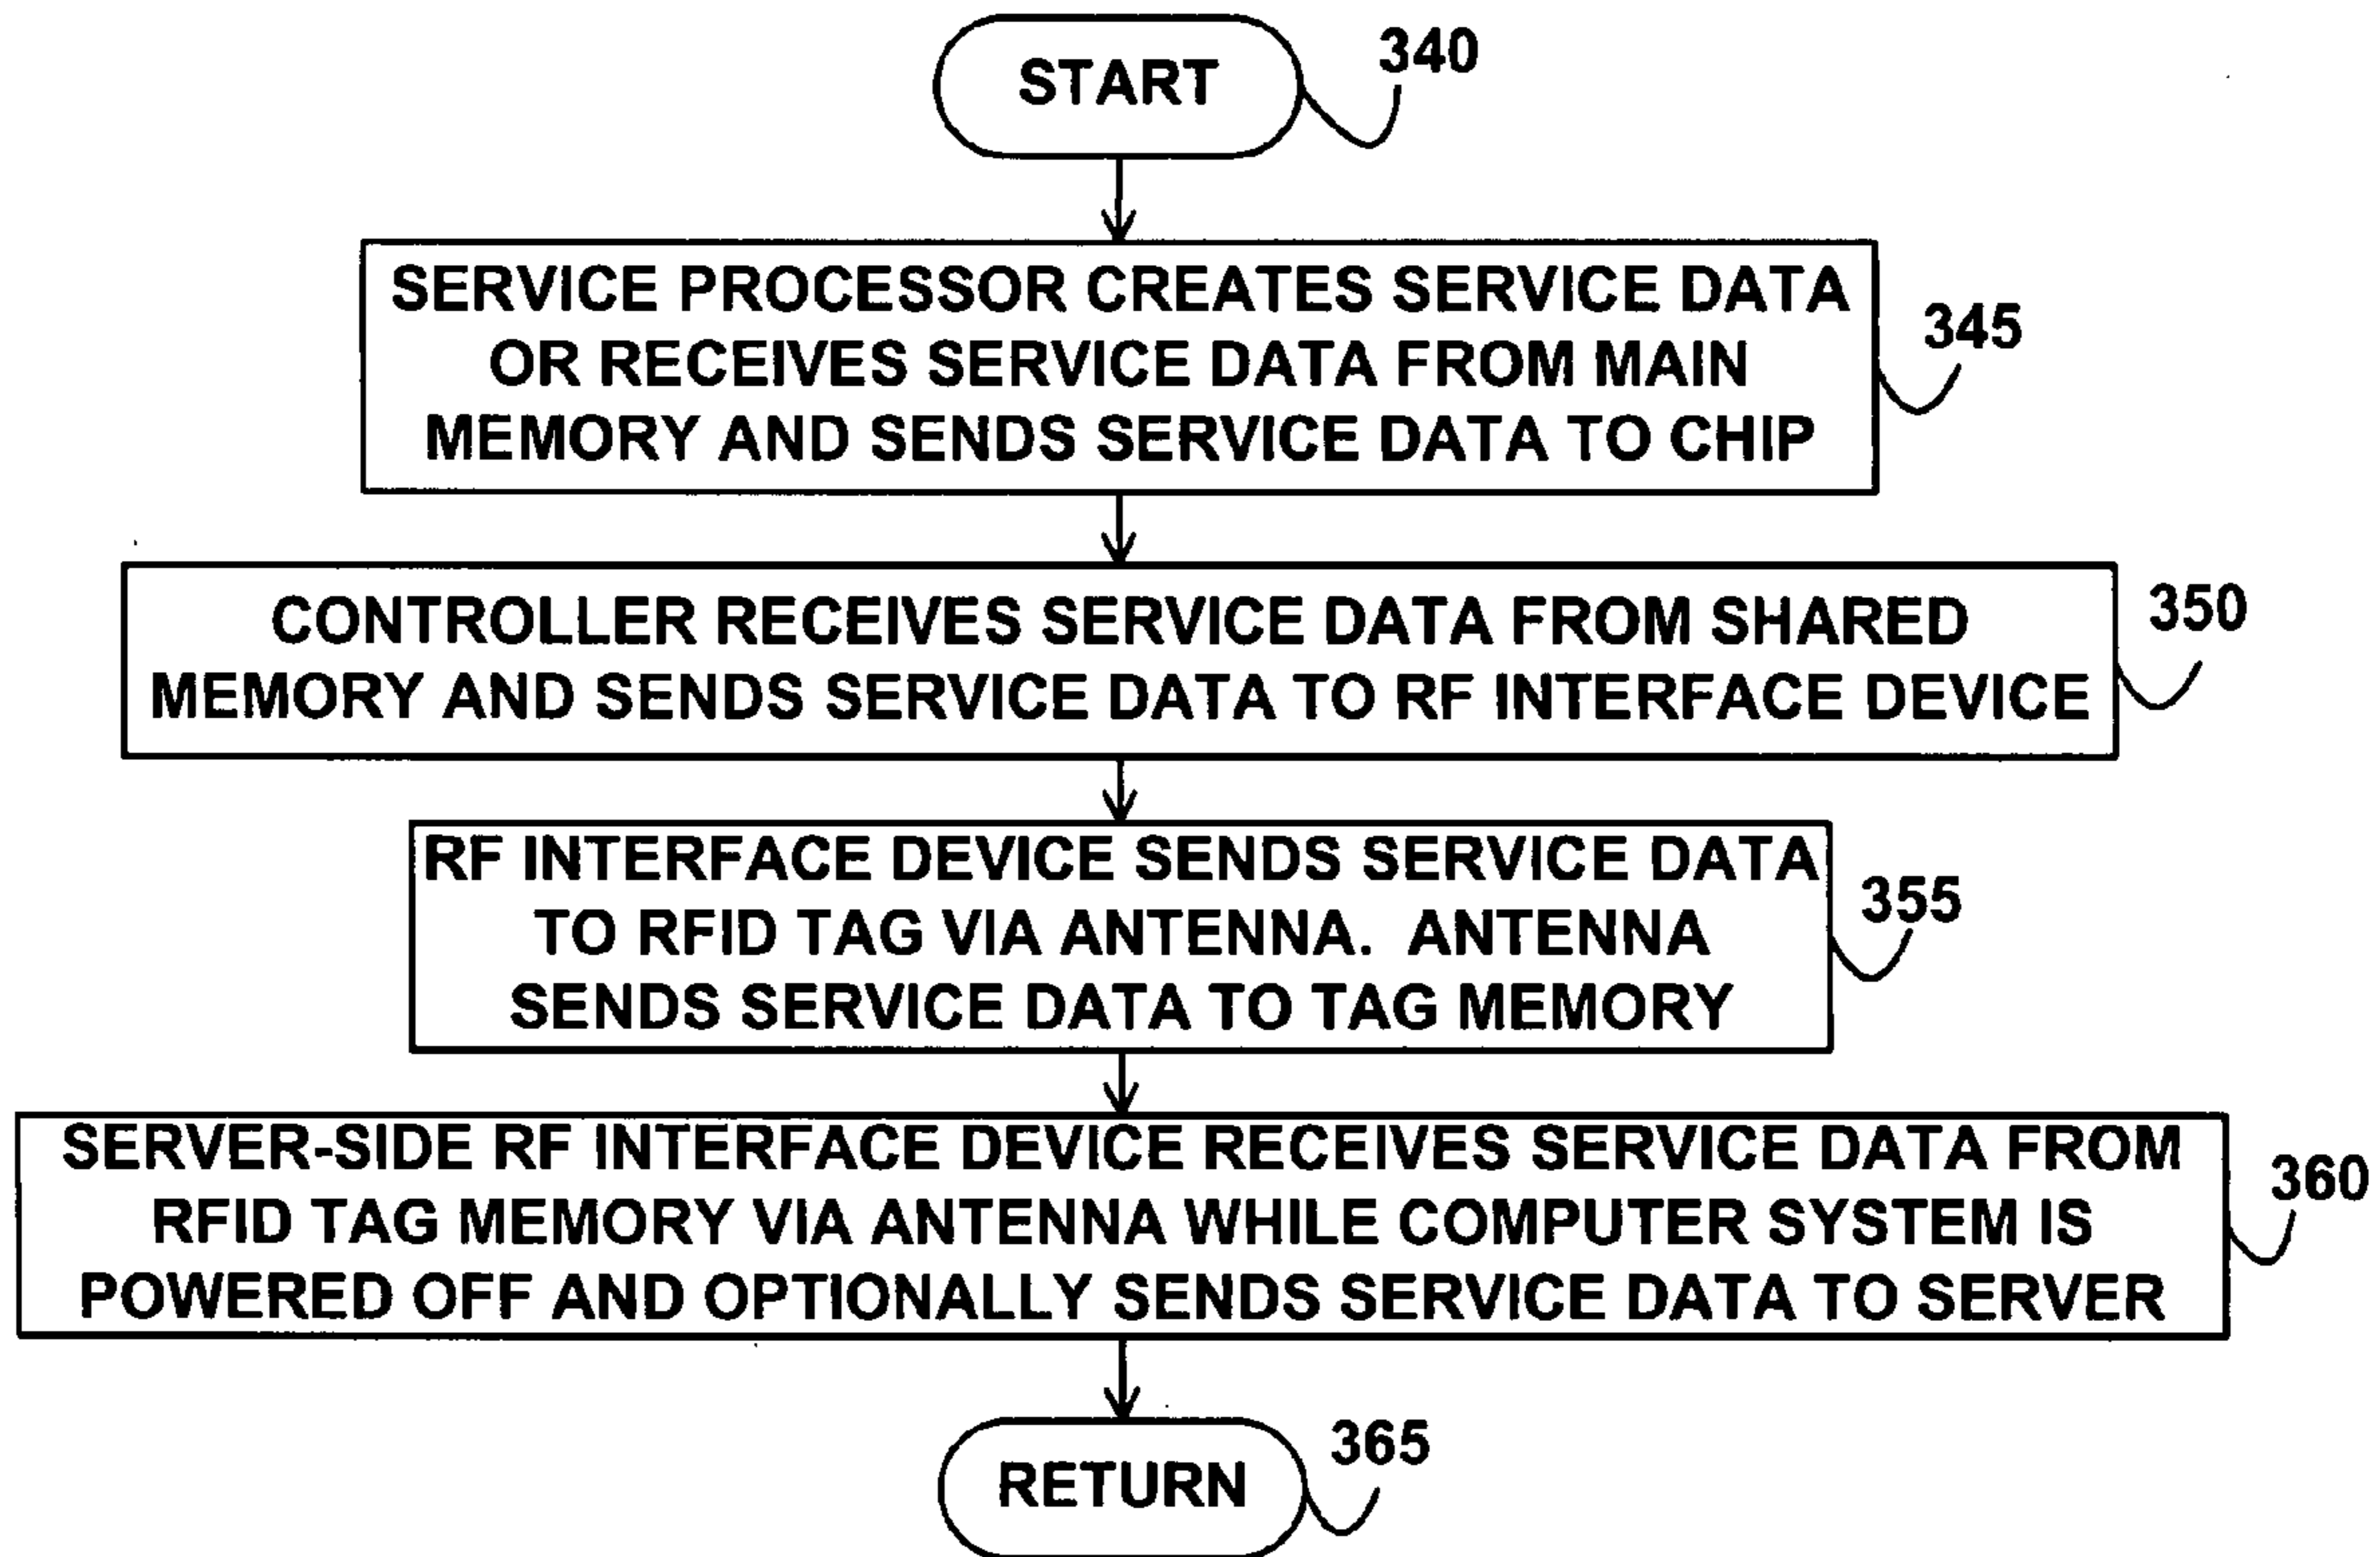 START
340
SERVICE PROCESSOR CREATES SERVICE DATA
OR RECEIVES SERVICE DATA FROM MAIN
MEMORY AND SENDS SERVICE DATA TO CHIP
345
CONTROLLER RECEIVES SERVICE DATA FROM SHARED
MEMORY AND SENDS SERVICE DATA TO RF INTERFACE DEVICE
350
RF INTERFACE DEVICE SENDS SERVICE DATA
TO RFID TAG VIA ANTENNA. ANTENNA
SENDS SERVICE DATA TO TAG MEMORY
355
SERVER-SIDE RF INTERFACE DEVICE RECEIVES SERVICE DATA FROM
RFID TAG MEMORY VIA ANTENNA WHILE COMPUTER SYSTEM IS
POWERED OFF AND OPTIONALLY SENDS SERVICE DATA TO SERVER
360
RETURN
365